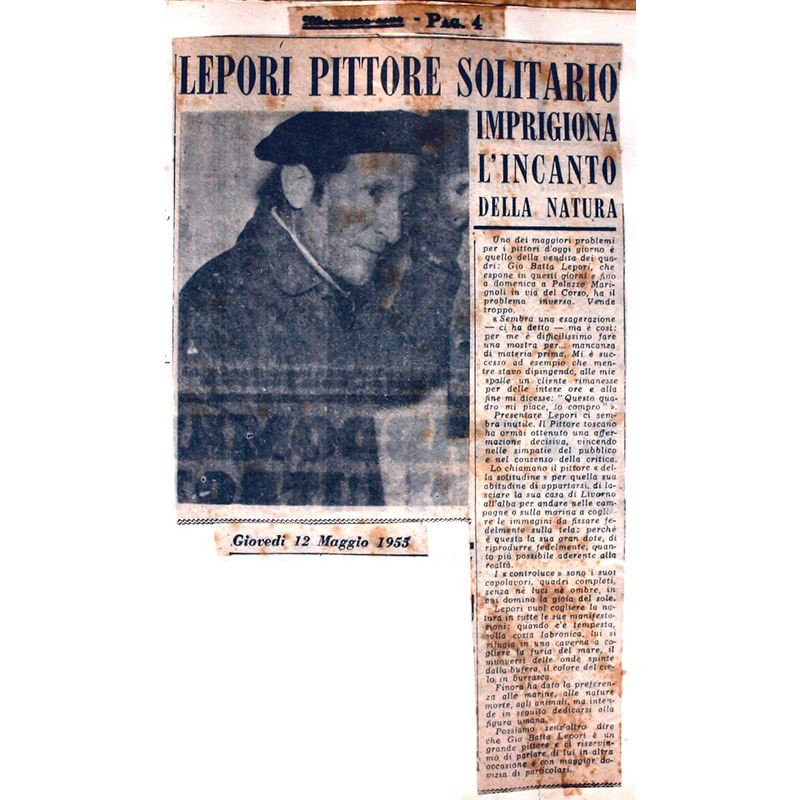 - PAG. 4
LEPORI PITTORE SOLITARIO
IMPRIGIONA
L'INCANTO
DELLA NATURA
Uno dei maggiori problemi
per i pittori d'oggi giorno è
quello della vendita dei qua-
dri: Gio Batta Lepori, che
espone in questi giorni e fino
a domenica a Palazzo Mari-
gnoli in via del Corso, ha il
problema inverso. Vende
troppo.
« Sembra una esagerazione
— ci ha detto — ma è così:
per me è difficilissimo fare
una mostra per... mancanza
di materia prima. Mi è suc-
cesso ad esempio che men-
tre stavo dipingendo, alle mie
spalle un cliente rimanesse
per delle intere ore e alla
fine mi dicesse: "Questo qua-
dro mi piace, lo compro" ».
Presentare Lepori ci sem-
bra inutile. Il Pittore toscano
ha ormai ottenuto una affer-
mazione decisiva, vincendo
nelle simpatie del pubblico
e nel consenso della critica.
Lo chiamano il pittore « del-
la solitudine » per quella sua
abitudine di appartarsi, di la-
sciare la sua casa di Livorno
all'alba per andare nelle cam-
pagne o sulla marina a coglie-
re le immagini da fissare fe-
delmente sulla tela: perchè
è questa la sua gran dote, di
riprodurre fedelmente, quan-
to più possibile aderente alla
realtà.
I « controluce » sono i suoi
capolavori, quadri completi,
senza nè luci nè ombre, in
cui domina la gioia del sole.
Lepori vuol cogliere la na-
tura in tutte le sue manifesta-
zioni: quando c'è tempesta,
sulla costa labronica, lui si
rifugia in una caverna a co-
gliere la furia del mare, il
muoversi delle onde spinte
dalla bufera, il colore del cie-
lo in burrasca.
Finora ha dato la preferen-
za alle marine, alle nature
morte, agli animali, ma inten-
de in seguito dedicarsi alla
figura umana.
Possiamo senz'altro dire
che Gio Batta Lepori è un
grande pittore e ci riservia-
mo di parlare di lui in altra
occasione e con maggior do-
vizia di particolari.
Giovedì 12 Maggio 1955